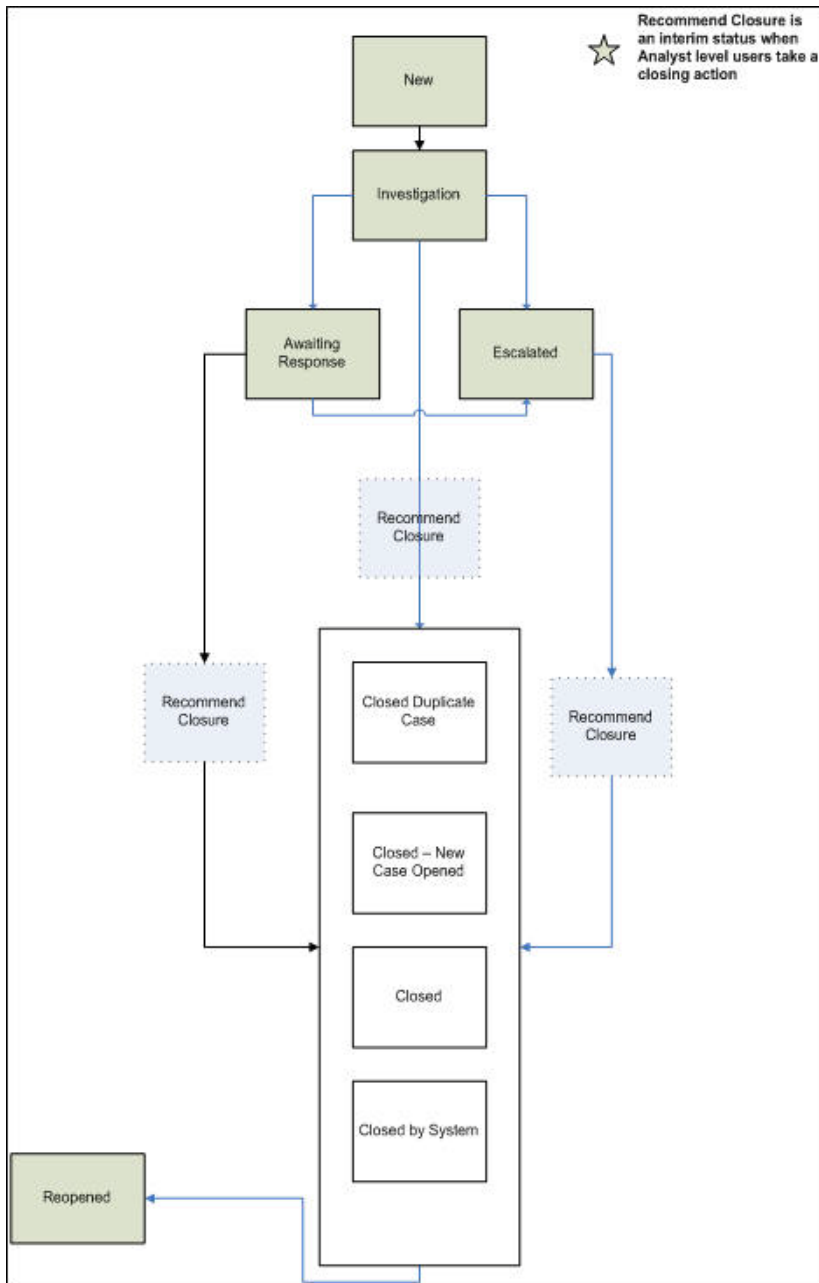 Recommend Closure is
an interim status when
Analyst level users take a
closing action
New
Investigation
Awaiting
Response
Escalated
Recommend
Closure
Recommend
Closure
Recommend
Closure
Closed Duplicate
Case
Closed – New
Case Opened
Closed
Closed by System
Reopened